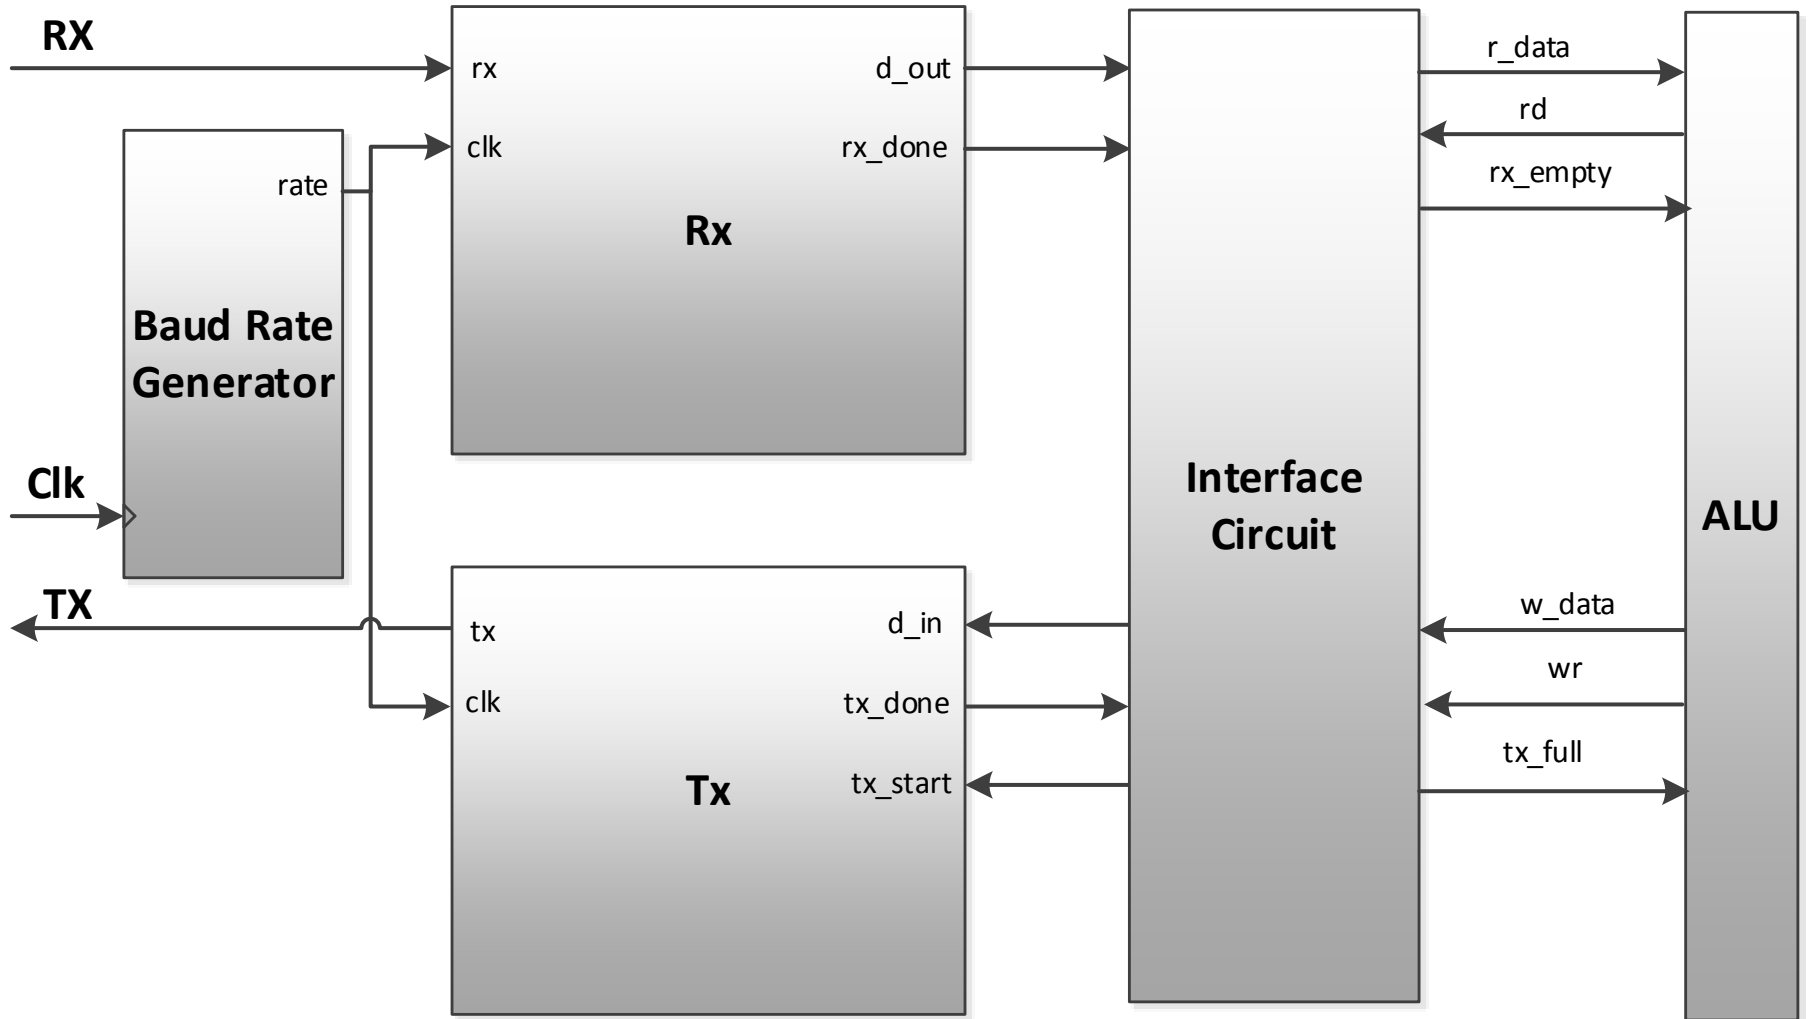 RX
rx
d_out
r_data
rd
clk
rx_done
rx_empty
rate
Rx
Baud Rate
Generator
Clk
Interface
Circuit
ALU
TX
tx
d_in
w_data
wr
clk
tx_done
tx_full
Tx
tx_start